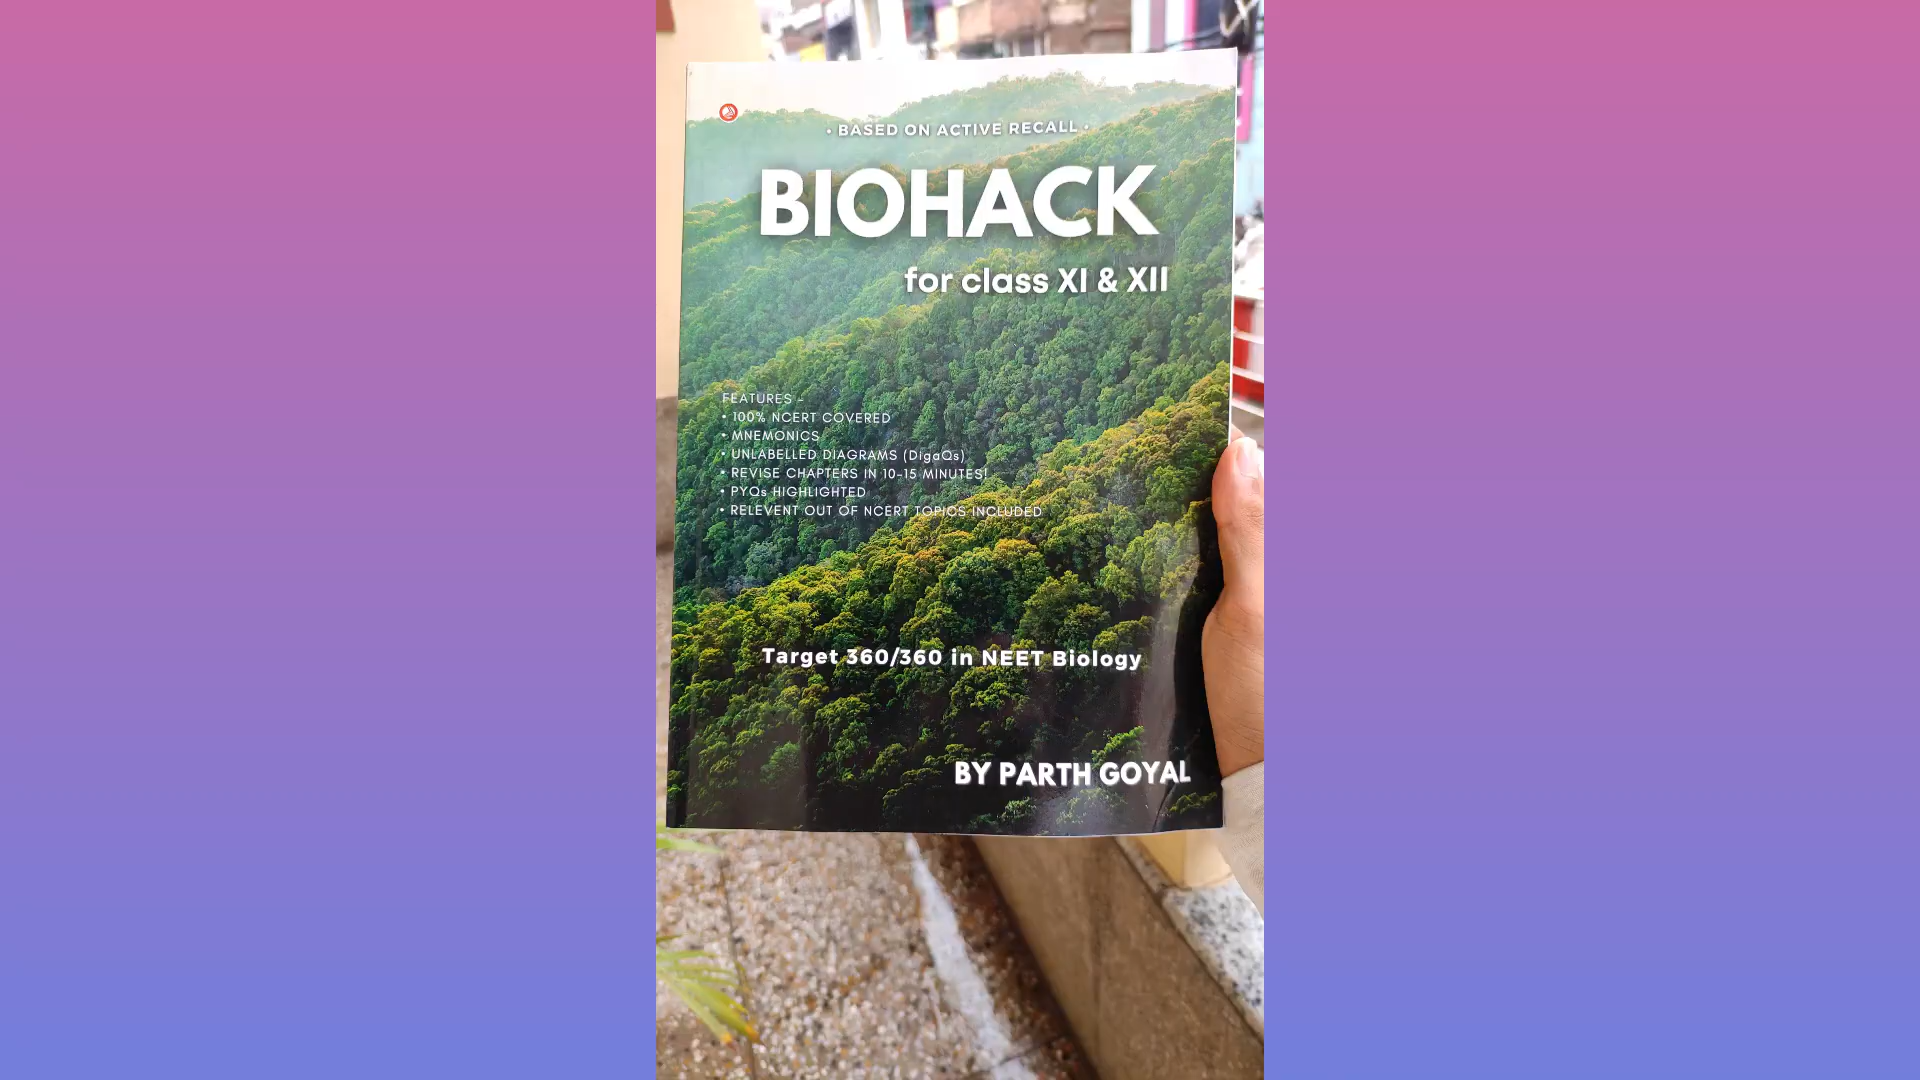 • BASED ON ACTIVE RECALL •
BIOHACK
for class XI & XII
FEATURES -
• 100% NCERT COVERED
• MNEMONICS
• UNLABELLED DIAGRAMS (DigaQs)
• REVISE CHAPTERS IN 10-15 MINUTES!
• PYQs HIGHLIGHTED
• RELEVENT OUT OF NCERT TOPICS INCLUDED
Target 360/360 in NEET Biology
BY PARTH GOYAL